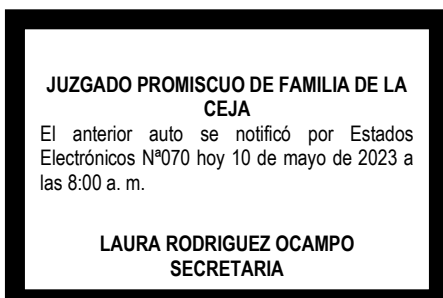 JUZGADO PROMISCUO DE FAMILIA DE LA
CEJA
El anterior auto se notificó por Estados
Electrónicos Nª070 hoy 10 de mayo de 2023 a
las 8:00 a. m.
LAURA RODRIGUEZ OCAMPO
SECRETARIA